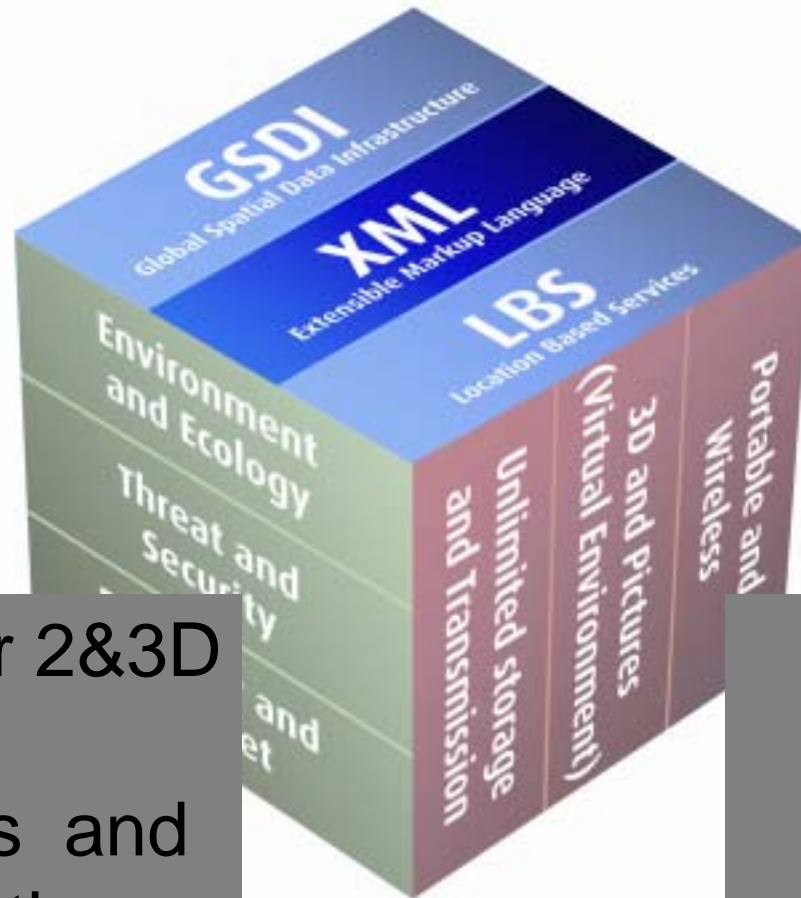 GSDI
Global Spatial Data Infrastructure
XML
Extensible Markup Language
LBS
Location Based Services
Environment
and Ecology
Threat and
Security
and
et
Unlimited storage
and Transmission
3D and Pictures
(Virtual Environment)
Portable and
Wireless
r 2&3D
s and